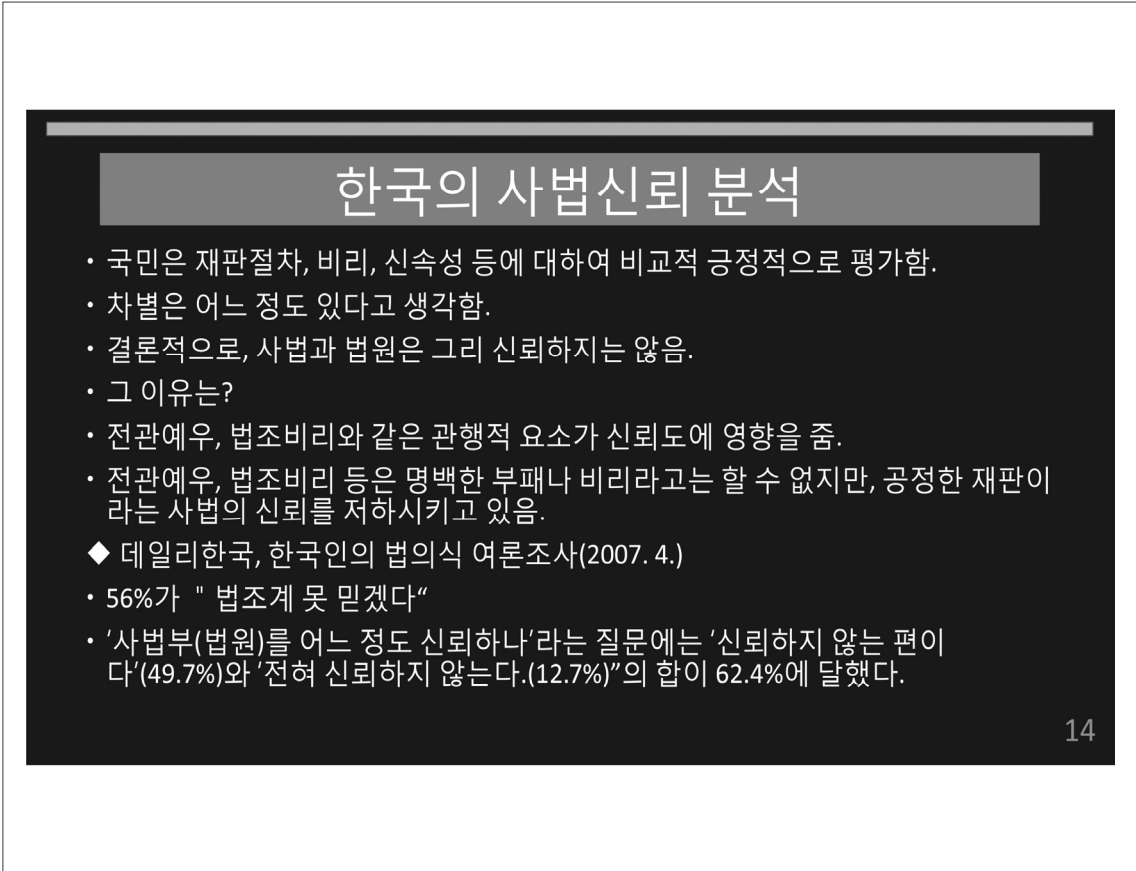 한국의 사법신뢰 분석
• 국민은 재판절차, 비리, 신속성 등에 대하여 비교적 긍정적으로 평가함.
• 차별은 어느 정도 있다고 생각함.
• 결론적으로, 사법과 법원은 그리 신뢰하지는 않음.
• 그 이유는?
• 전관예우, 법조비리와 같은 관행적 요소가 신뢰도에 영향을 줌.
• 전관예우, 법조비리 등은 명백한 부패나 비리라고는 할 수 없지만, 공정한 재판이
라는 사법의 신뢰를 저하시키고 있음.
◆ 데일리한국, 한국인의 법의식 여론조사(2007. 4.)
• 56%가 " 법조계 못 믿겠다“
• ‘사법부(법원)를 어느 정도 신뢰하나’라는 질문에는 ‘신뢰하지 않는 편이
다’(49.7%)와 ‘전혀 신뢰하지 않는다.(12.7%)”의 합이 62.4%에 달했다.
14